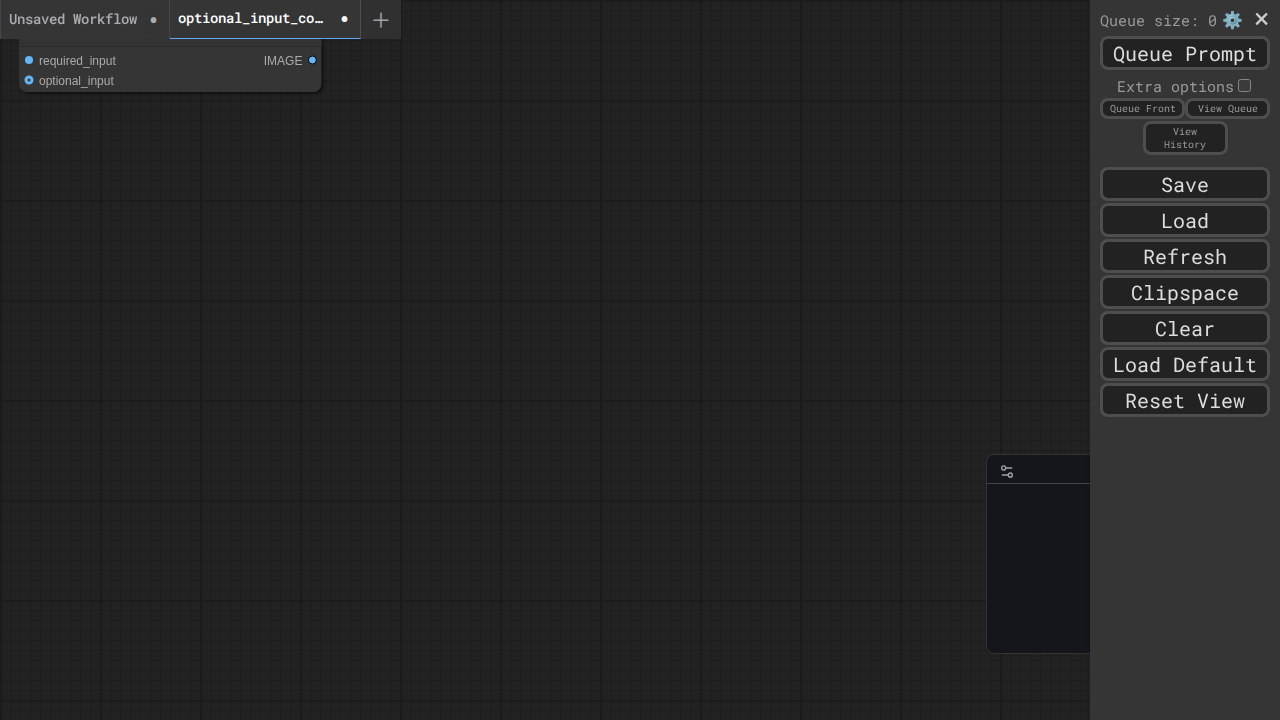 Unsaved Workflow
optional_input_co…
required_input
IMAGE
optional_input
Queue size: 0
Queue Prompt
Extra options
Queue Front
View Queue
View
History
Save
Load
Refresh
Clipspace
Clear
Load Default
Reset View